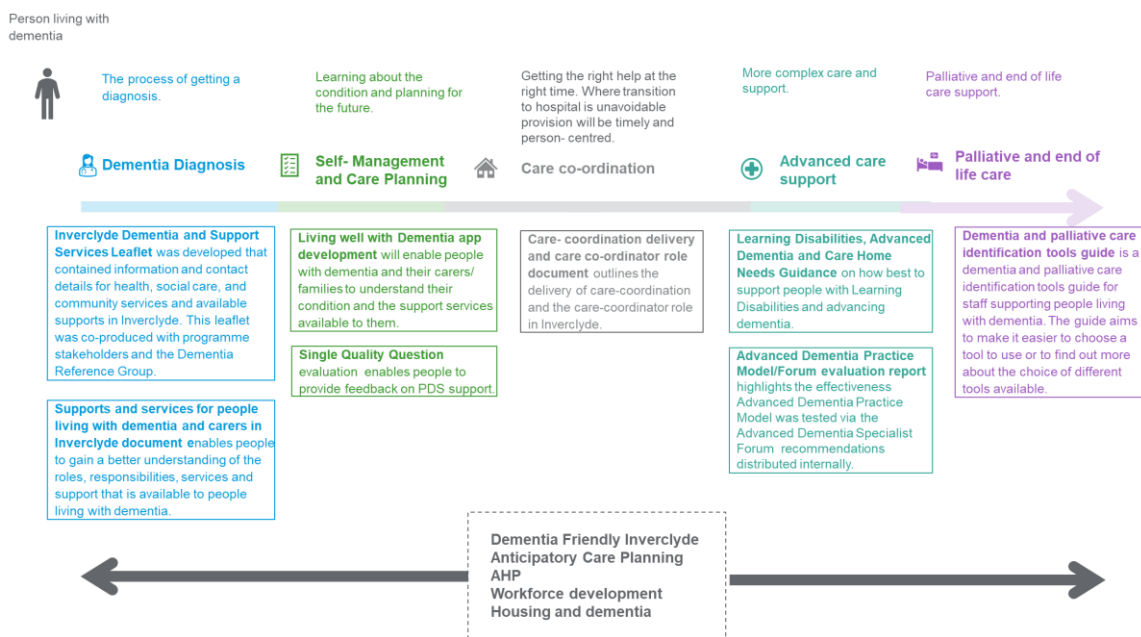 Person living with
dementia
The process of getting a
diagnosis.
Learning about the
condition and planning for
the future.
Getting the right help at the
right time. Where transition
to hospital is unavoidable
provision will be timely and
person- centred.
More complex care and
support.
Palliative and end of life
care support.
Dementia Diagnosis
Self- Management
and Care Planning
Care co-ordination
Advanced care
support
Palliative and end of
life care
Inverclyde Dementia and Support
Services Leaflet was developed that
contained information and contact
details for health, social care, and
community services and available
supports in Inverclyde. This leaflet
was co-produced with programme
stakeholders and the Dementia
Reference Group.
Supports and services for people
living with dementia and carers in
Inverclyde document enables people
to gain a better understanding of the
roles, responsibilities, services and
support that is available to people
living with dementia.
Living well with Dementia app
development will enable people
with dementia and their carers/
families to understand their
condition and the support services
available to them.
Single Quality Question
evaluation enables people to
provide feedback on PDS support.
Care- coordination delivery
and care co-ordinator role
document outlines the
delivery of care-coordination
and the care-coordinator role
in Inverclyde.
Learning Disabilities, Advanced
Dementia and Care Home
Needs Guidance on how best to
support people with Learning
Disabilities and advancing
dementia.
Advanced Dementia Practice
Model/Forum evaluation report
highlights the effectiveness
Advanced Dementia Practice
Model was tested via the
Advanced Dementia Specialist
Forum recommendations
distributed internally.
Dementia and palliative care
identification tools guide is a
dementia and palliative care
identification tools guide for
staff supporting people living
with dementia. The guide aims
to make it easier to choose a
tool to use or to find out more
about the choice of different
tools available.
Dementia Friendly Inverclyde
Anticipatory Care Planning
AHP
Workforce development
Housing and dementia